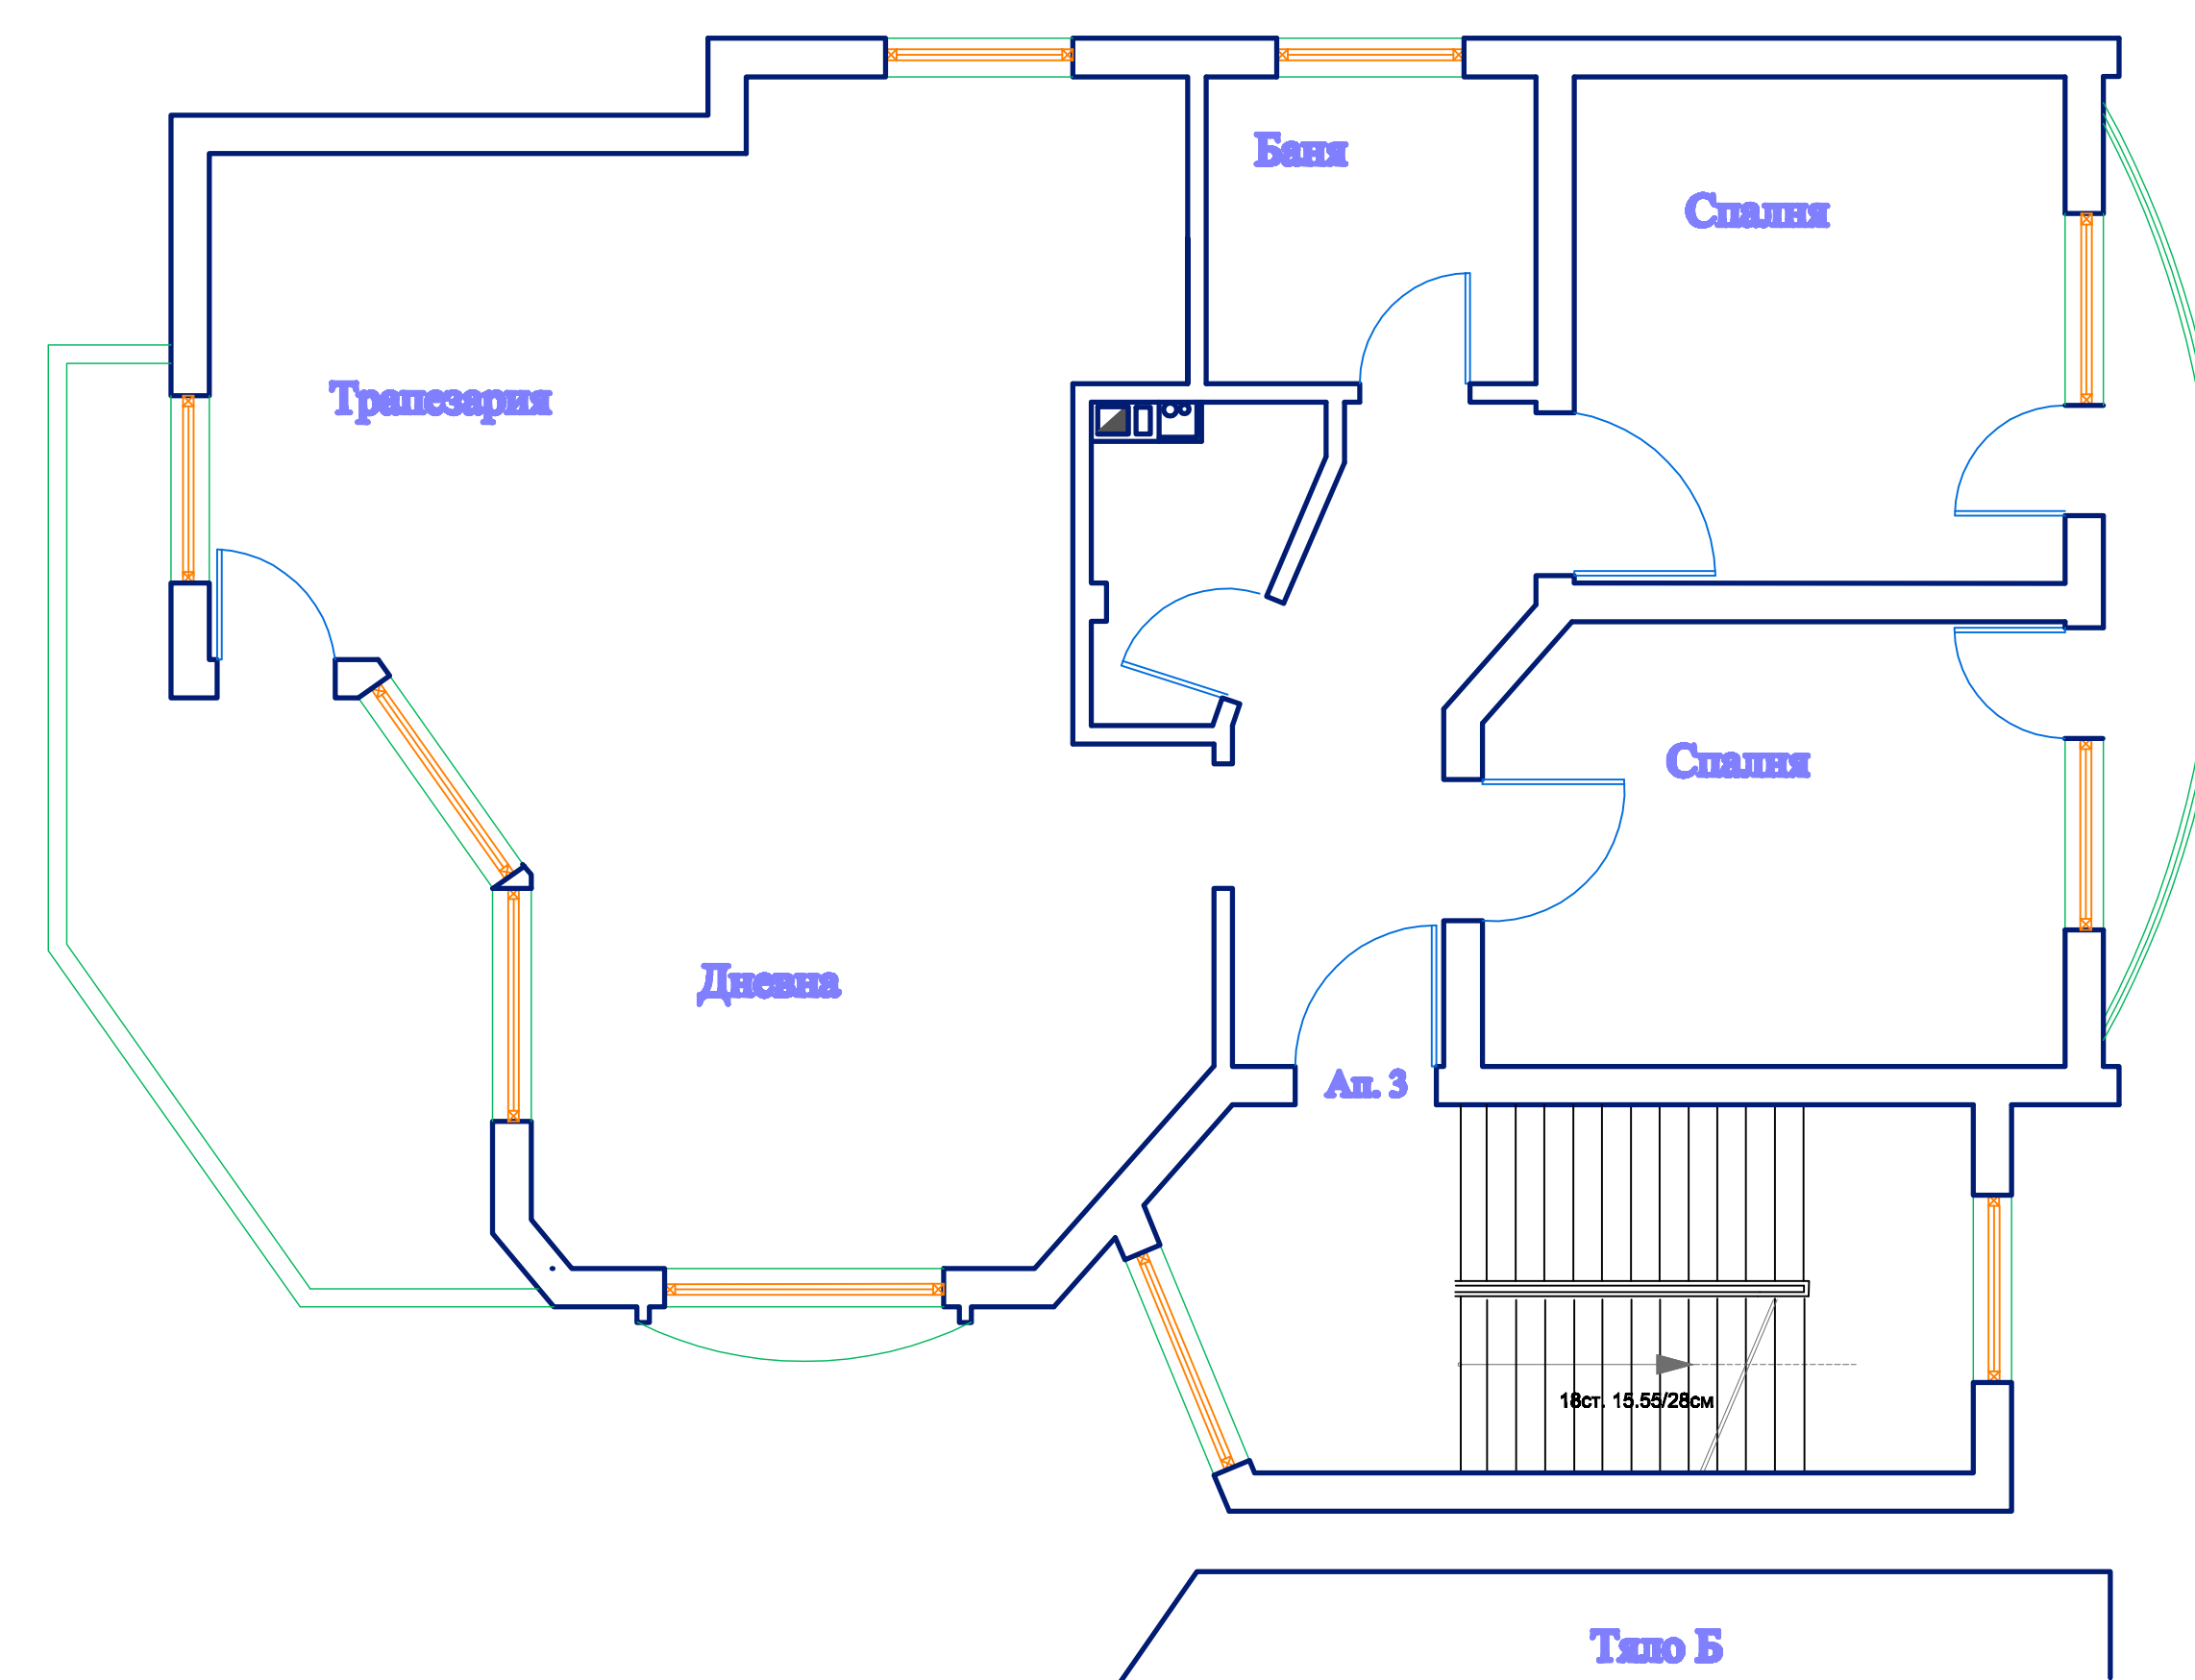 Баня
Спалня
Трапезария
Спалня
Дневна
Ап. 3
18ст. 15.55/28см
Тяло Б